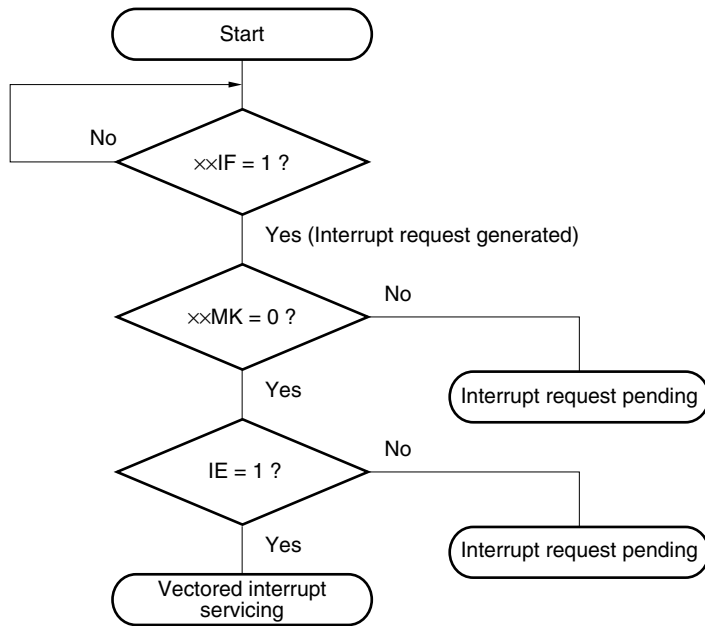 Start
No
××IF = 1 ?
Yes (Interrupt request generated)
××MK = 0 ?
No
Interrupt request pending
Yes
IE = 1 ?
No
Interrupt request pending
Yes
Vectored interrupt
servicing